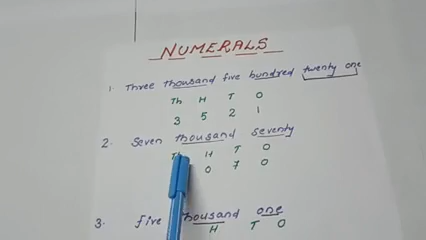 NUMERALS
1. Three thousand five hundred twenty one
Th H T O
3 5 2 1
2. Seven thousand seventy
Th H T O
0 7 0
3. five thousand one
H T O